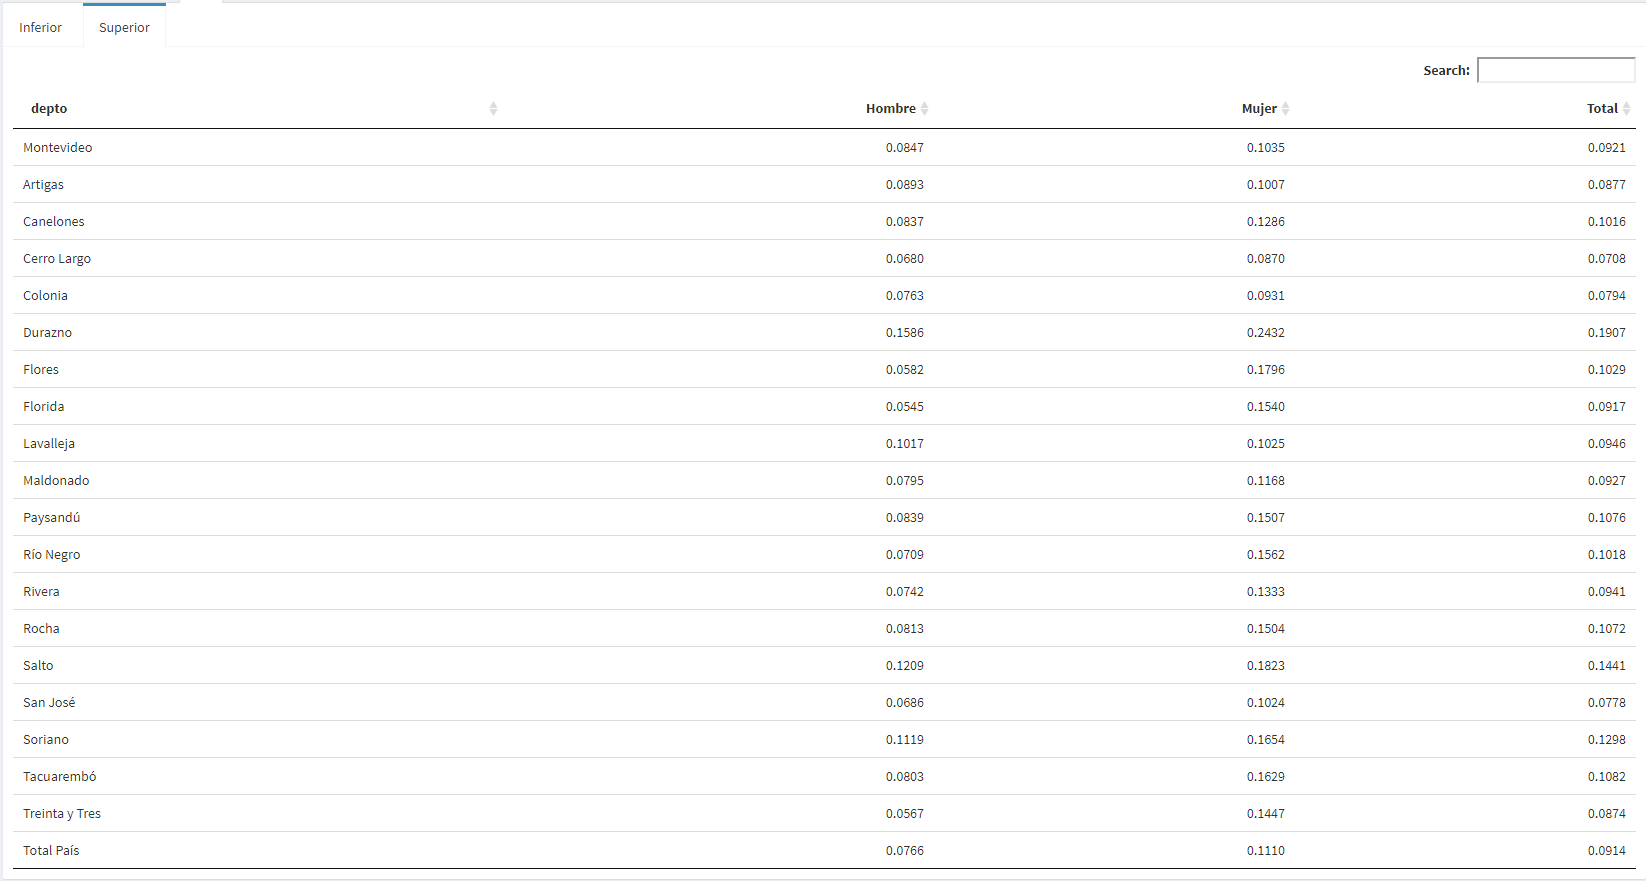 Inferior Superior
Search:
depto Hombre Mujer Total
Montevideo 0.0847 0.1035 0.0921
Artigas 0.0893 0.1007 0.0877
Canelones 0.0837 0.1286 0.1016
Cerro Largo 0.0680 0.0870 0.0708
Colonia 0.0763 0.0931 0.0794
Durazno 0.1586 0.2432 0.1907
Flores 0.0582 0.1796 0.1029
Florida 0.0545 0.1540 0.0917
Lavalleja 0.1017 0.1025 0.0946
Maldonado 0.0795 0.1168 0.0927
Paysandú 0.0839 0.1507 0.1076
Río Negro 0.0709 0.1562 0.1018
Rivera 0.0742 0.1333 0.0941
Rocha 0.0813 0.1504 0.1072
Salto 0.1209 0.1823 0.1441
San José 0.0686 0.1024 0.0778
Soriano 0.1119 0.1654 0.1298
Tacuarembó 0.0803 0.1629 0.1082
Treinta y Tres 0.0567 0.1447 0.0874
Total País 0.0766 0.1110 0.0914